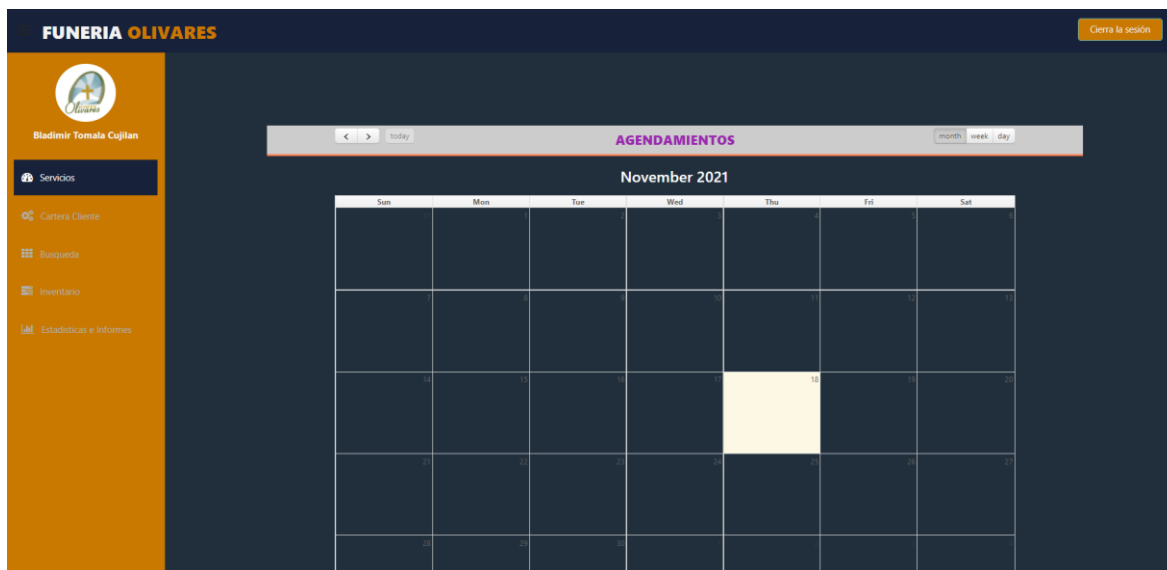 FUNERIA OLIVARES
Cierra la sesión
Olivares
Bladimir Tomala Cujilan
Servicios
Cartera Cliente
Busqueda
Inventario
Estadisticas e Informes
< > today
AGENDAMIENTOS
month week day
November 2021
Sun Mon Tue Wed Thu Fri Sat
1 2 3 4 5 6
7 8 9 10 11 12 13
14 15 16 17 18 19 20
21 22 23 24 25 26 27
28 29 30